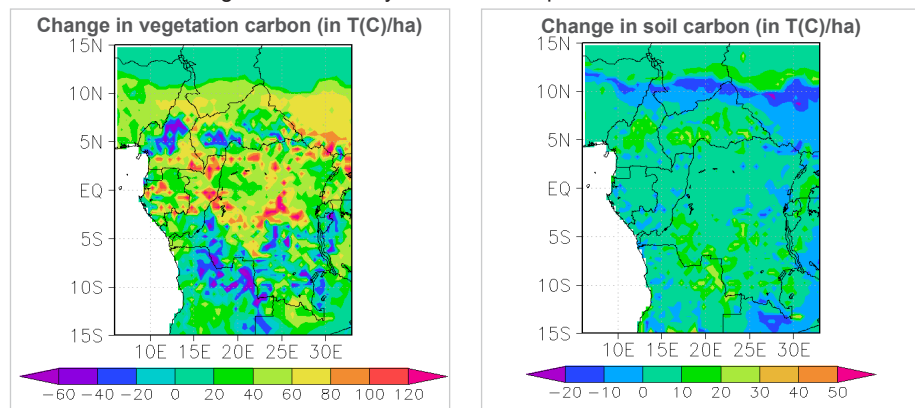 Change in vegetation carbon (in T(C)/ha)
15N
10N
5N
EQ
5S
10S
15S
10E 15E 20E 25E 30E
−60 −40 −20 0 20 40 60 80 100 120
Change in soil carbon (in T(C)/ha)
15N
10N
5N
EQ
5S
10S
15S
10E 15E 20E 25E 30E
−20 −10 0 10 20 30 40 50